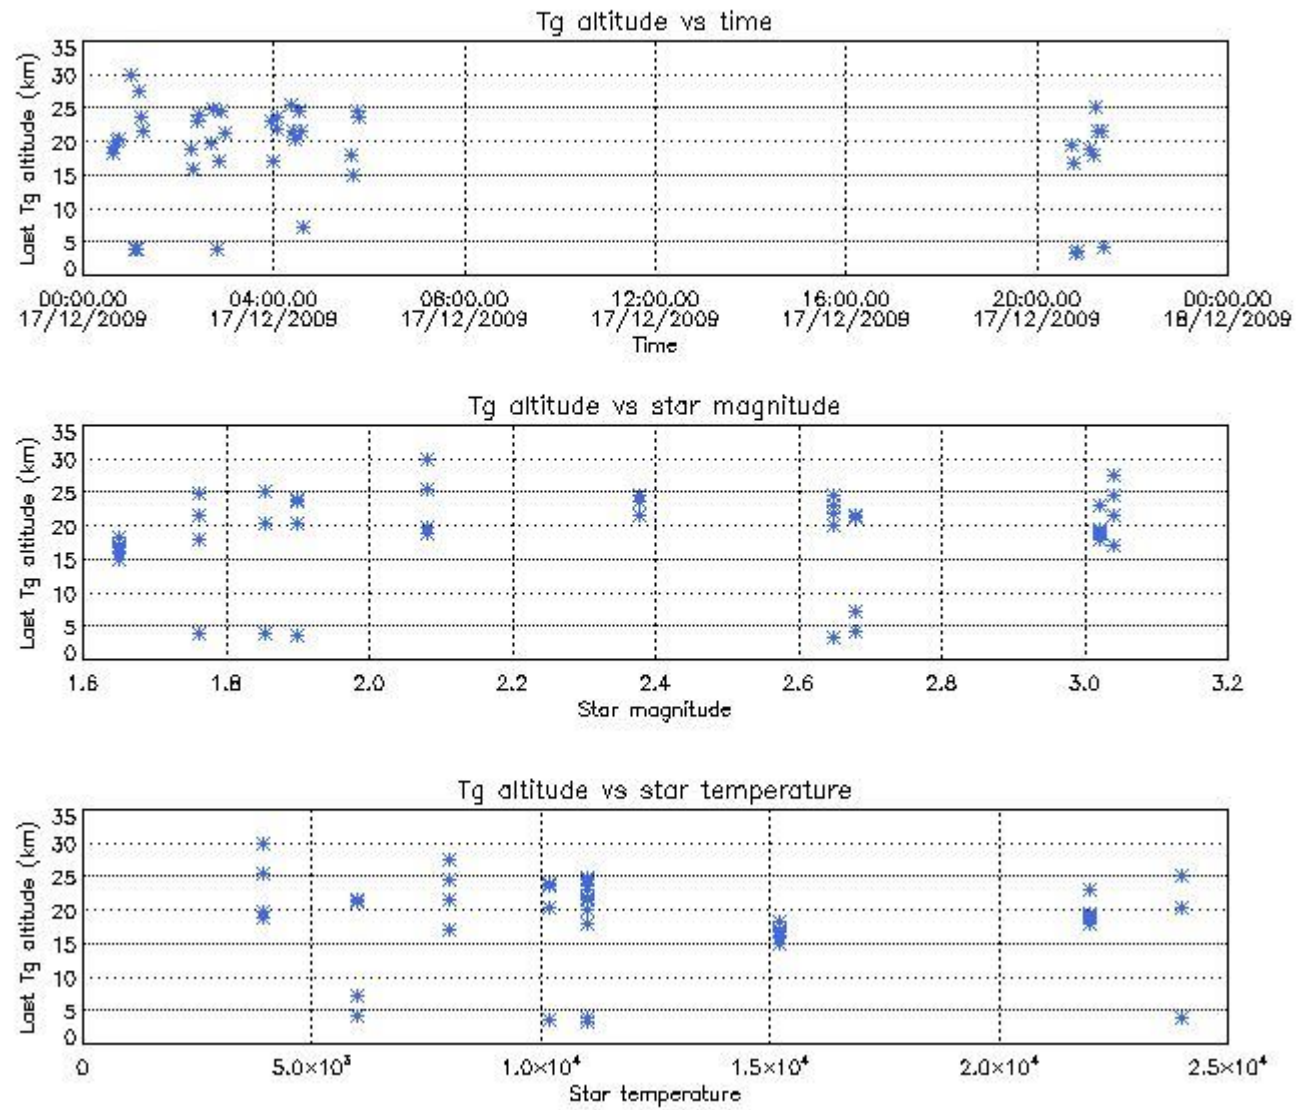 Tg altitude vs time
Last Tg altitude (km)
35
30
25
20
15
10
5
0
00:00.00 04:00.00 08:00.00 12:00.00 16:00.00 20:00.00 00:00.00
17/12/2009 17/12/2009 17/12/2009 17/12/2009 17/12/2009 17/12/2009 18/12/2009
Time
Tg altitude vs star magnitude
Last Tg altitude (km)
35
30
25
20
15
10
5
0
1.6 1.8 2.0 2.2 2.4 2.6 2.8 3.0 3.2
Star magnitude
Tg altitude vs star temperature
Last Tg altitude (km)
35
30
25
20
15
10
5
0
0 5.0×10³ 1.0×10⁴ 1.5×10⁴ 2.0×10⁴ 2.5×10⁴
Star temperature